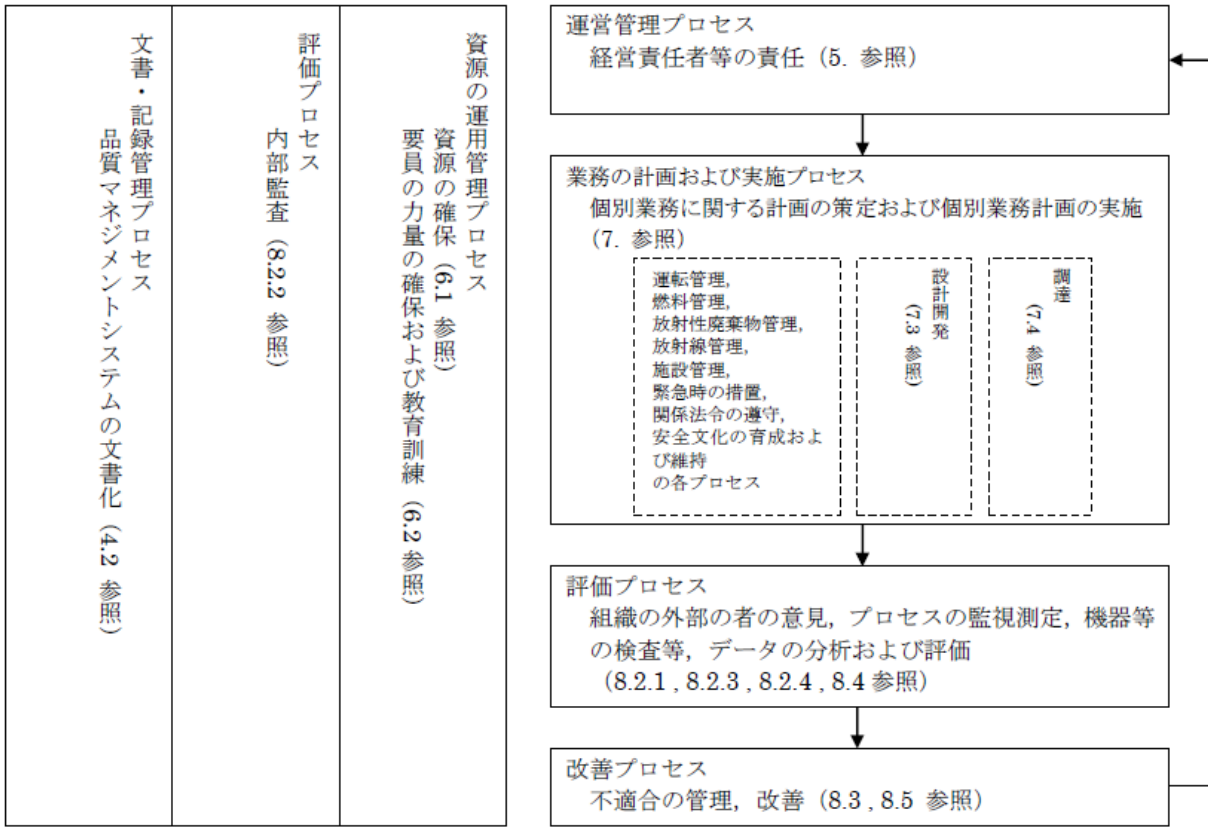 文書・記録管理プロセス
品質マネジメントシステムの文書化 (4.2 参照)
評価プロセス
内部監査 (8.2.2 参照)
資源の運用管理プロセス
資源の確保 (6.1 参照)
要員の力量の確保および教育訓練 (6.2 参照)
運営管理プロセス
経営責任者等の責任 (5. 参照)
業務の計画および実施プロセス
個別業務に関する計画の策定および個別業務計画の実施
(7. 参照)
運転管理,
燃料管理,
放射性廃棄物管理,
放射線管理,
施設管理,
緊急時の措置,
関係法令の遵守,
安全文化の育成およ
び維持
の各プロセス
設計開発
(7.3 参照)
調達
(7.4 参照)
評価プロセス
組織の外部の者の意見, プロセスの監視測定, 機器等
の検査等, データの分析および評価
(8.2.1 , 8.2.3 , 8.2.4 , 8.4 参照)
改善プロセス
不適合の管理, 改善 (8.3 , 8.5 参照)